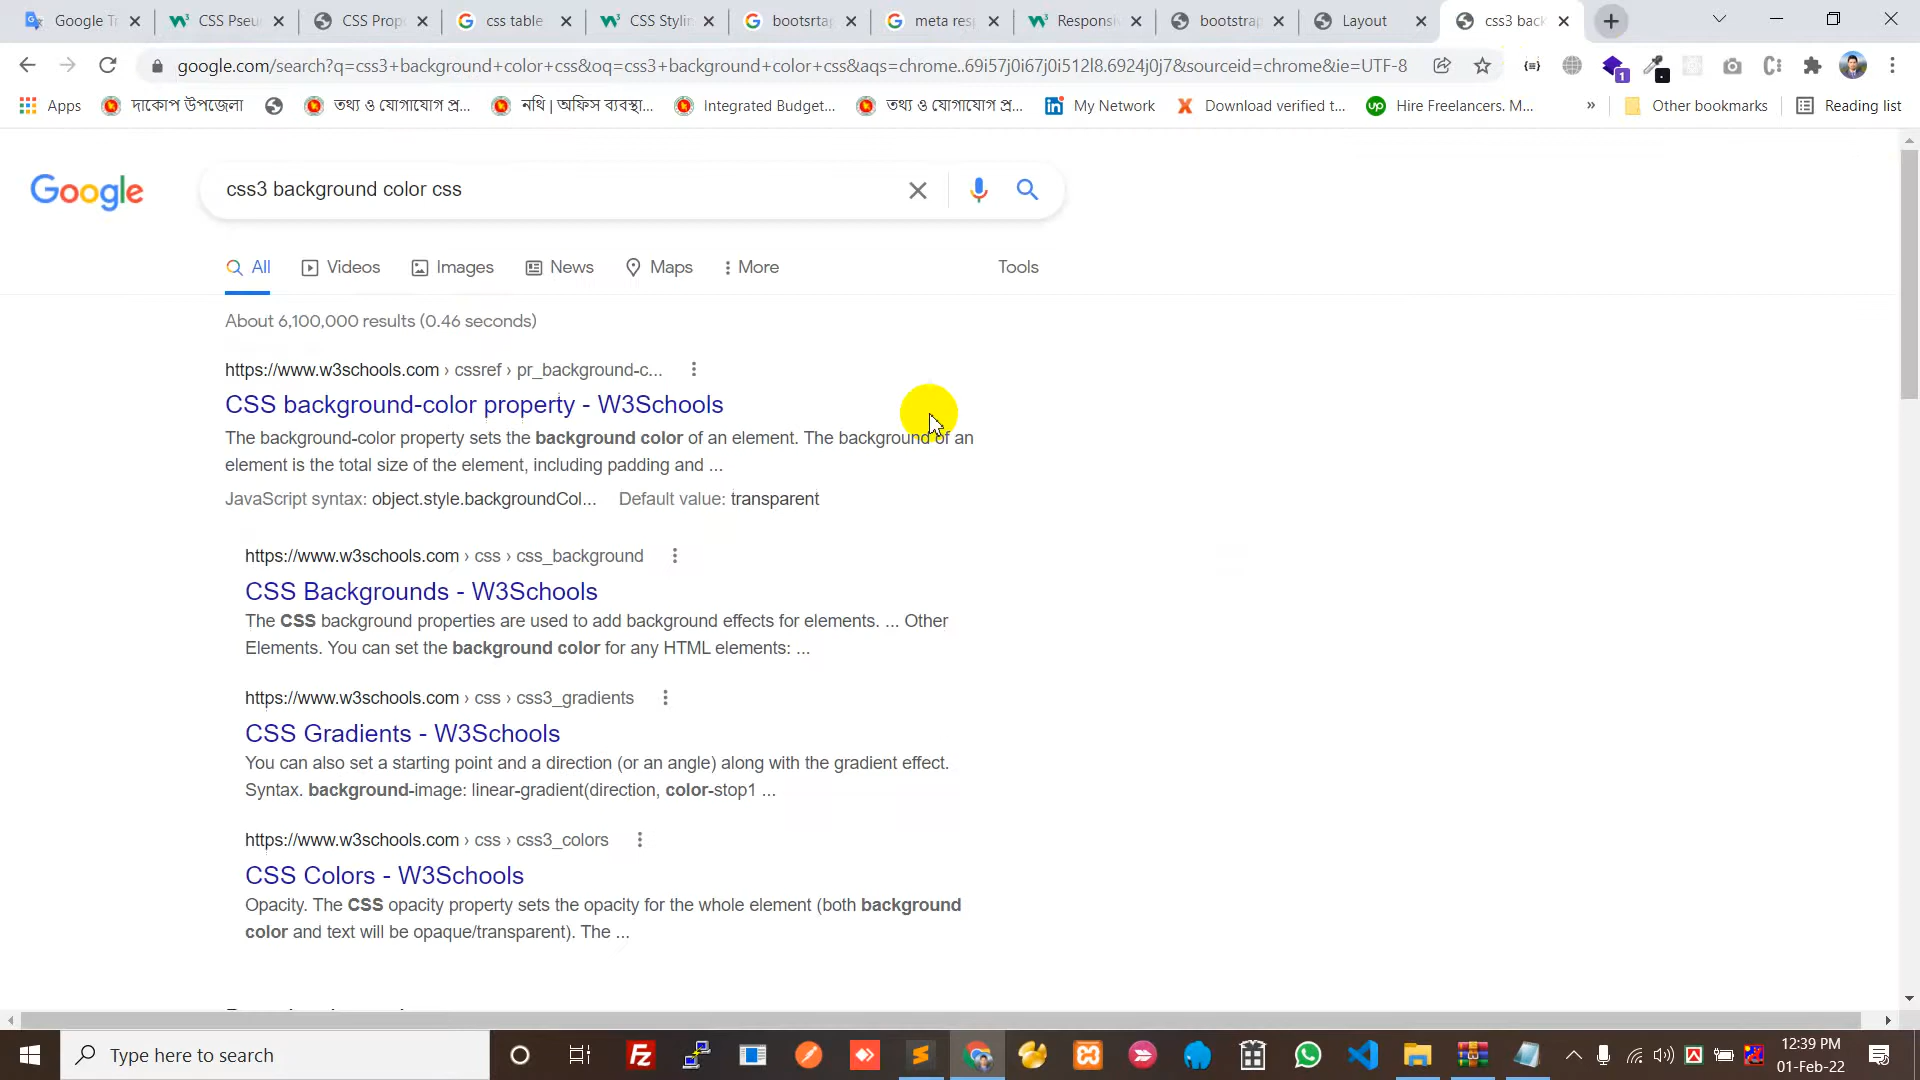 Google Tr
CSS Pseu
CSS Prop
css table
CSS Stylin
bootsrtap
meta resp
Responsiv
bootstrap
Layout
css3 back
google.com/search?q=css3+background+color+css&oq=css3+background+color+css&aqs=chrome..69i57j0i67j0i512l8.6924j0j7&sourceid=chrome&ie=UTF-8
1
Apps
দাকোপ উপজেলা
তথ্য ও যোগাযোগ প্র...
নথি | অফিস ব্যবস্থা...
Integrated Budget...
তথ্য ও যোগাযোগ প্র...
My Network
Download verified t...
Hire Freelancers. M...
»
Other bookmarks
Reading list
Google
css3 background color css
All
Videos
Images
News
Maps
More
Tools
About 6,100,000 results (0.46 seconds)
https://www.w3schools.com › cssref › pr_background-c...
CSS background-color property - W3Schools
The background-color property sets the background color of an element. The background of an
element is the total size of the element, including padding and ...
JavaScript syntax: object.style.backgroundCol... Default value: transparent
https://www.w3schools.com › css › css_background
CSS Backgrounds - W3Schools
The CSS background properties are used to add background effects for elements. ... Other
Elements. You can set the background color for any HTML elements: ...
https://www.w3schools.com › css › css3_gradients
CSS Gradients - W3Schools
You can also set a starting point and a direction (or an angle) along with the gradient effect.
Syntax. background-image: linear-gradient(direction, color-stop1 ...
https://www.w3schools.com › css › css3_colors
CSS Colors - W3Schools
Opacity. The CSS opacity property sets the opacity for the whole element (both background
color and text will be opaque/transparent). The ...
Type here to search
12:39 PM
01-Feb-22